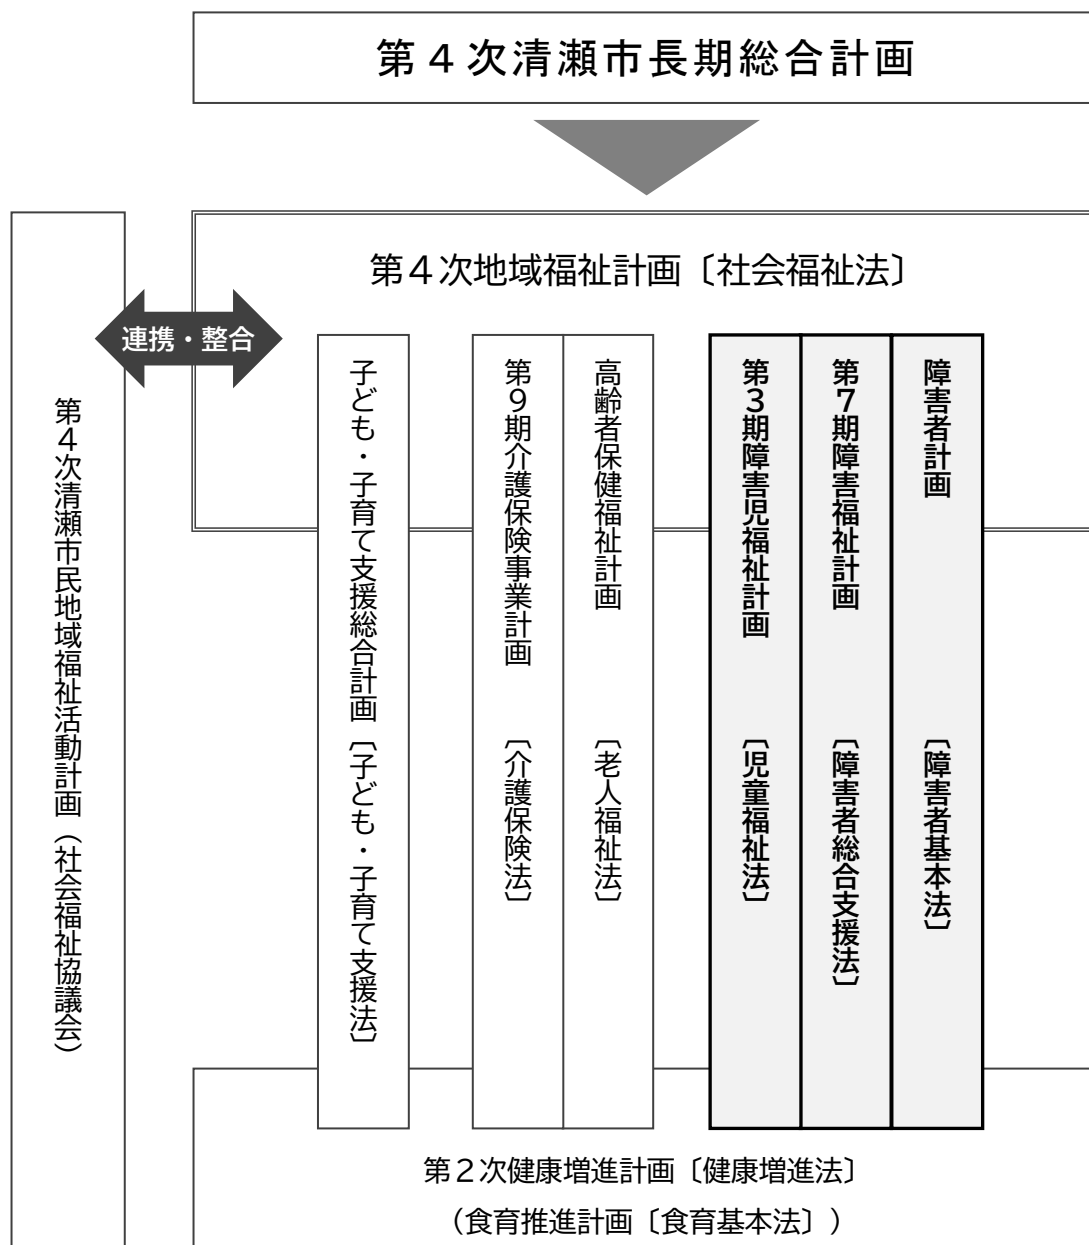 第４次清瀬市長期総合計画
第４次地域福祉計画〔社会福祉法〕
連携・整合
第４次清瀬市民地域福祉活動計画（社会福祉協議会）
子ども・子育て支援総合計画〔子ども・子育て支援法〕
第９期介護保険事業計画　〔介護保険法〕
高齢者保健福祉計画　〔老人福祉法〕
第３期障害児福祉計画　〔児童福祉法〕
第７期障害福祉計画　〔障害者総合支援法〕
障害者計画　〔障害者基本法〕
第２次健康増進計画〔健康増進法〕
（食育推進計画〔食育基本法〕）